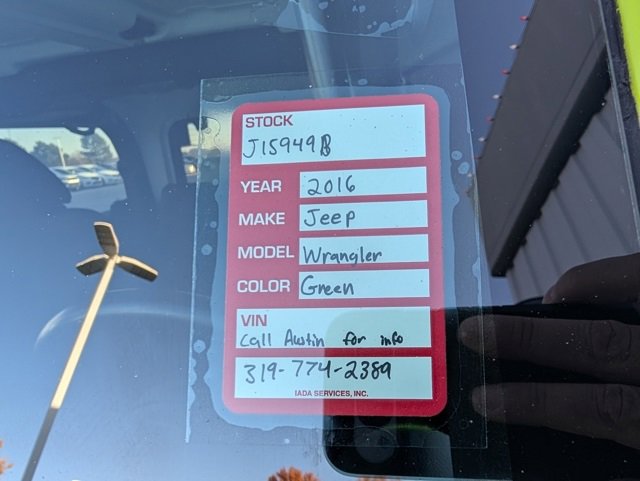 STOCK
J15949B
YEAR 2016
MAKE Jeep
MODEL Wrangler
COLOR Green
VIN
Call Austin for info
319-774-2389
IADA SERVICES, INC.